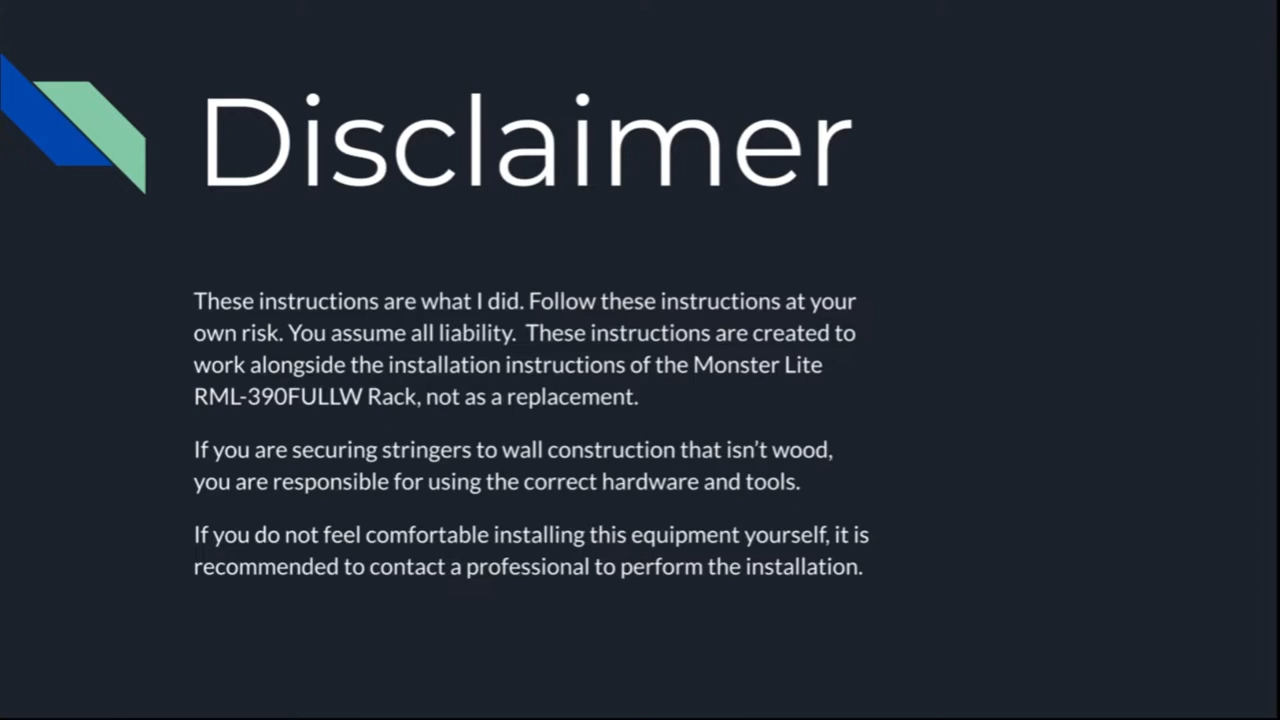 Disclaimer
These instructions are what I did. Follow these instructions at your
own risk. You assume all liability.  These instructions are created to
work alongside the installation instructions of the Monster Lite
RML-390FULLW Rack, not as a replacement.
If you are securing stringers to wall construction that isn’t wood,
you are responsible for using the correct hardware and tools.
If you do not feel comfortable installing this equipment yourself, it is
recommended to contact a professional to perform the installation.